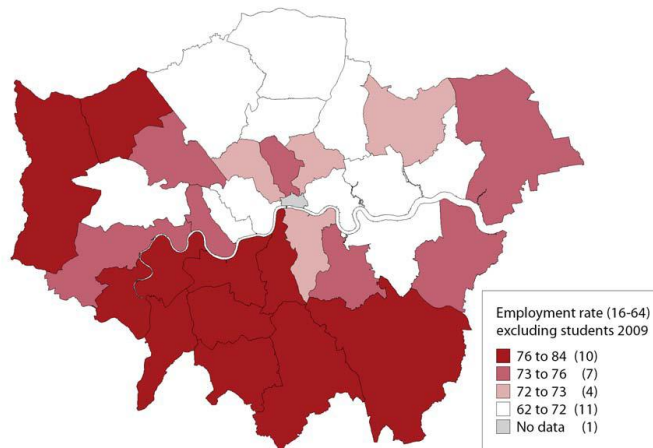 Employment rate (16-64)
excluding students 2009
76 to 84 (10)
73 to 76 (7)
72 to 73 (4)
62 to 72 (11)
No data (1)